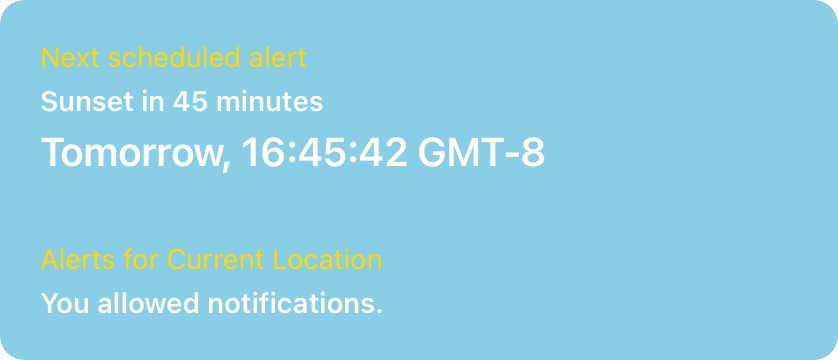 Next scheduled alert
Sunset in 45 minutes
Tomorrow, 16:45:42 GMT-8
Alerts for Current Location
You allowed notifications.